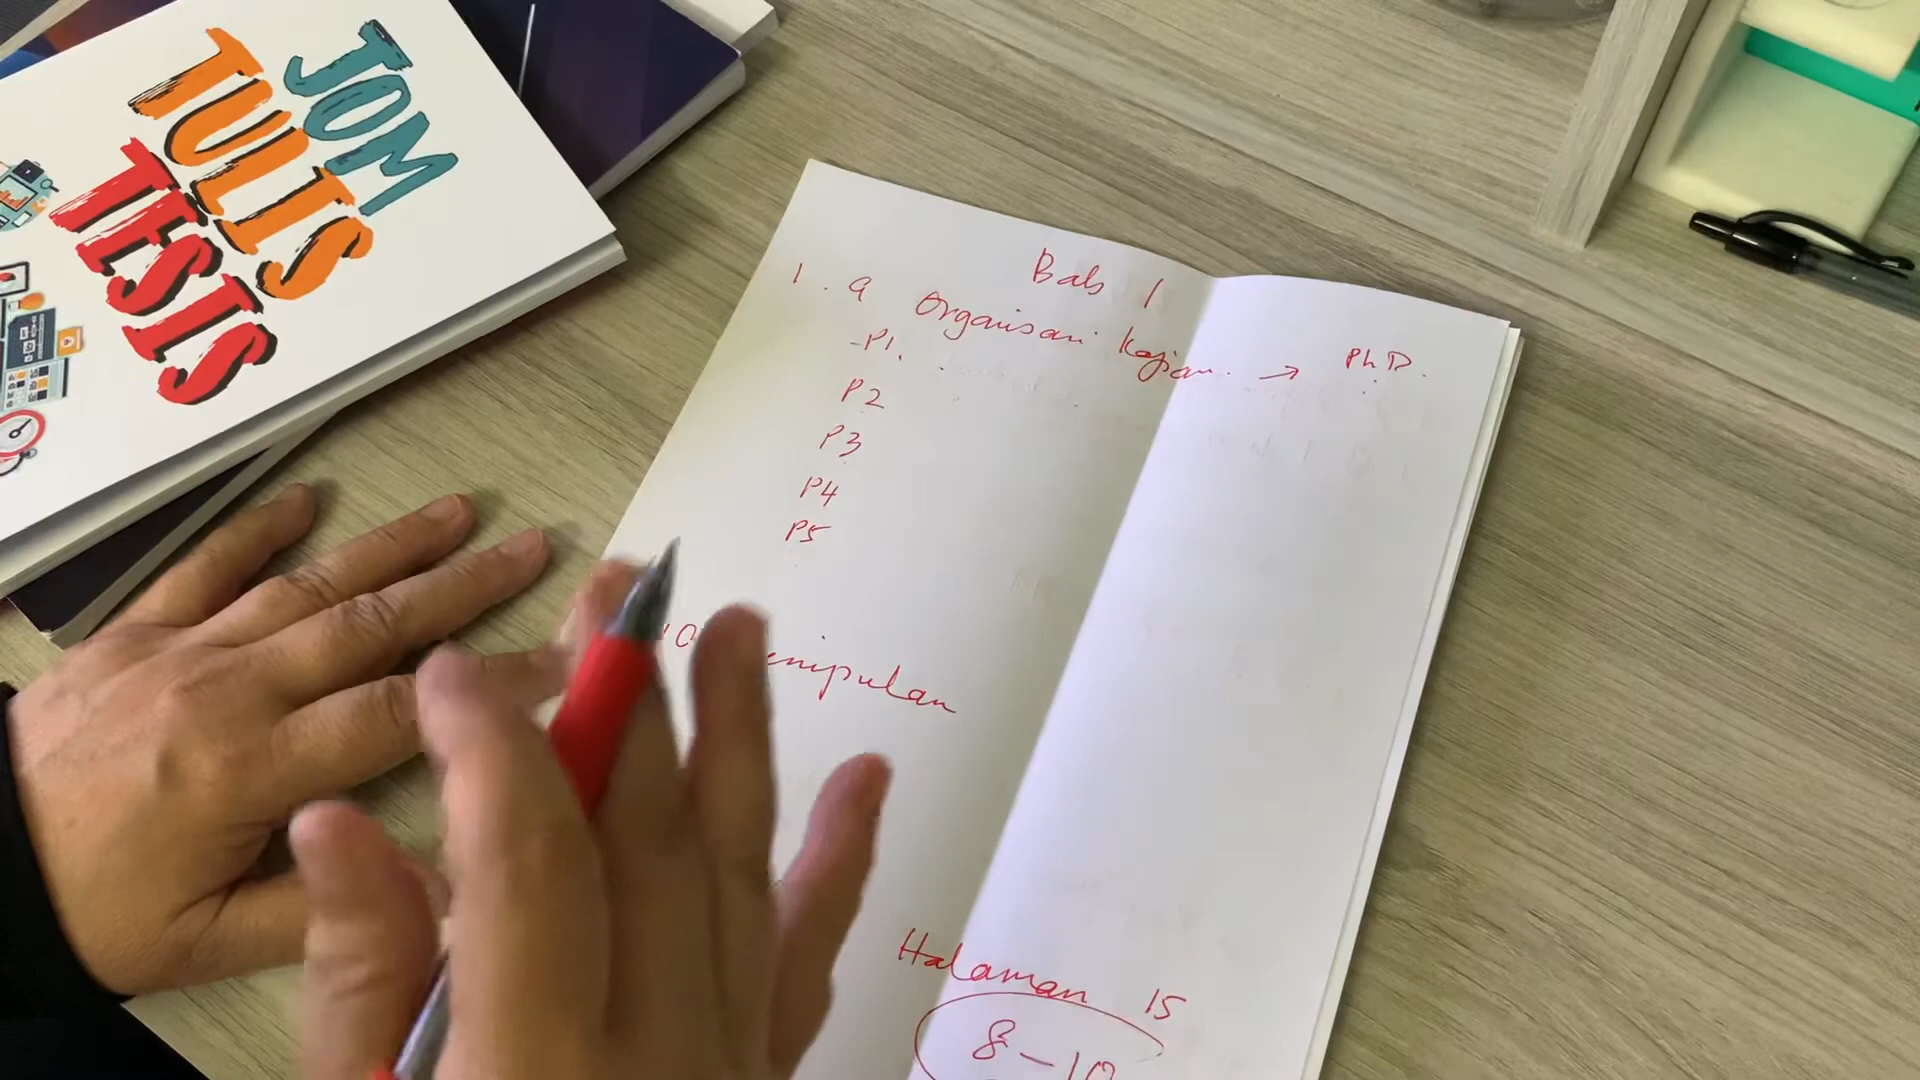 JOM
TULIS
TESIS
Bab 1
1.9 Organisasi kajian. → PhD.
- P1.
P2
P3
P4
P5
Halaman 15
8-10